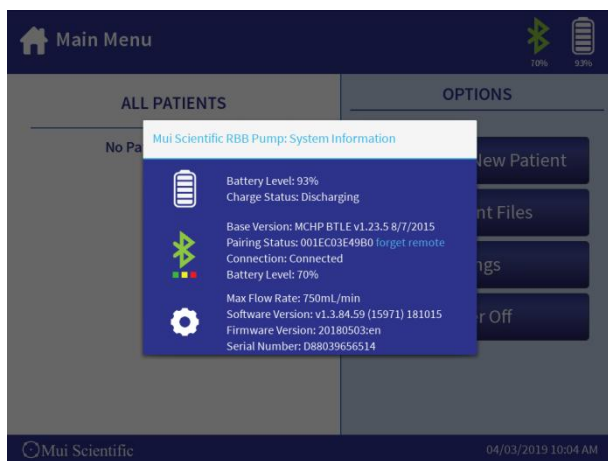 Main Menu
70%
93%
ALL PATIENTS
OPTIONS
No Pa
New Patient
nt Files
ngs
r Off
Mui Scientific RBB Pump: System Information
Battery Level: 93%
Charge Status: Discharging
Base Version: MCHP BTLE v1.23.5 8/7/2015
Pairing Status: 001EC03E49B0 forget remote
Connection: Connected
Battery Level: 70%
Max Flow Rate: 750mL/min
Software Version: v1.3.84.59 (15971) 181015
Firmware Version: 20180503:en
Serial Number: D88039656514
Mui Scientific
04/03/2019 10:04 AM